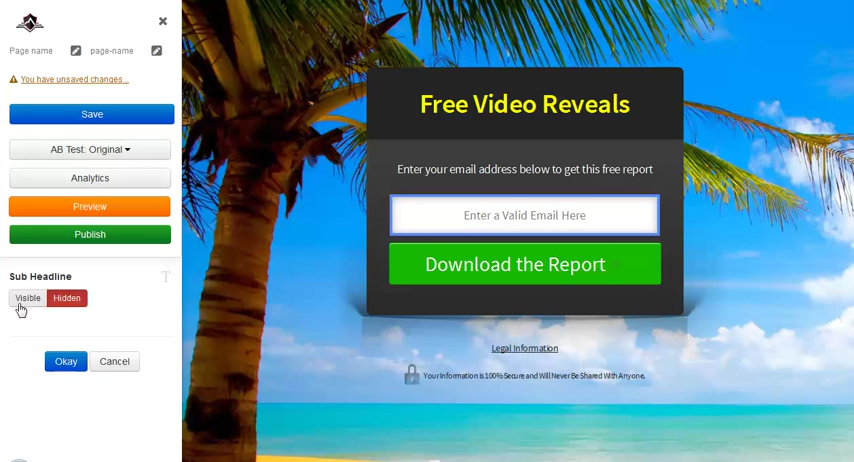 Page name
page-name
You have unsaved changes...
Save
AB Test: Original
Analytics
Preview
Publish
Sub Headline
T
Visible
Hidden
Okay
Cancel
Free Video Reveals
Enter your email address below to get this free report
Enter a Valid Email Here
Download the Report
Legal Information
Your Information is 100% Secure and Will Never Be Shared With Anyone.